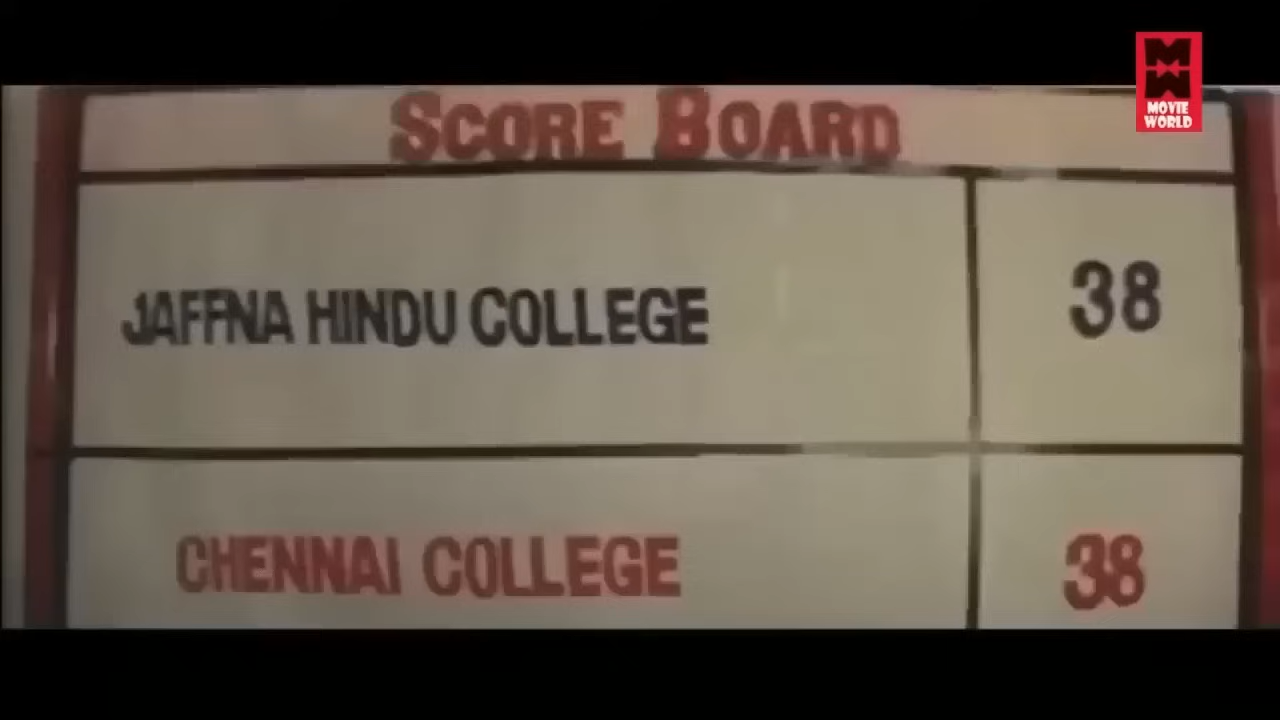 MOVIE
WORLD
SCORE BOARD
JAFFNA HINDU COLLEGE 38
CHENNAI COLLEGE 38